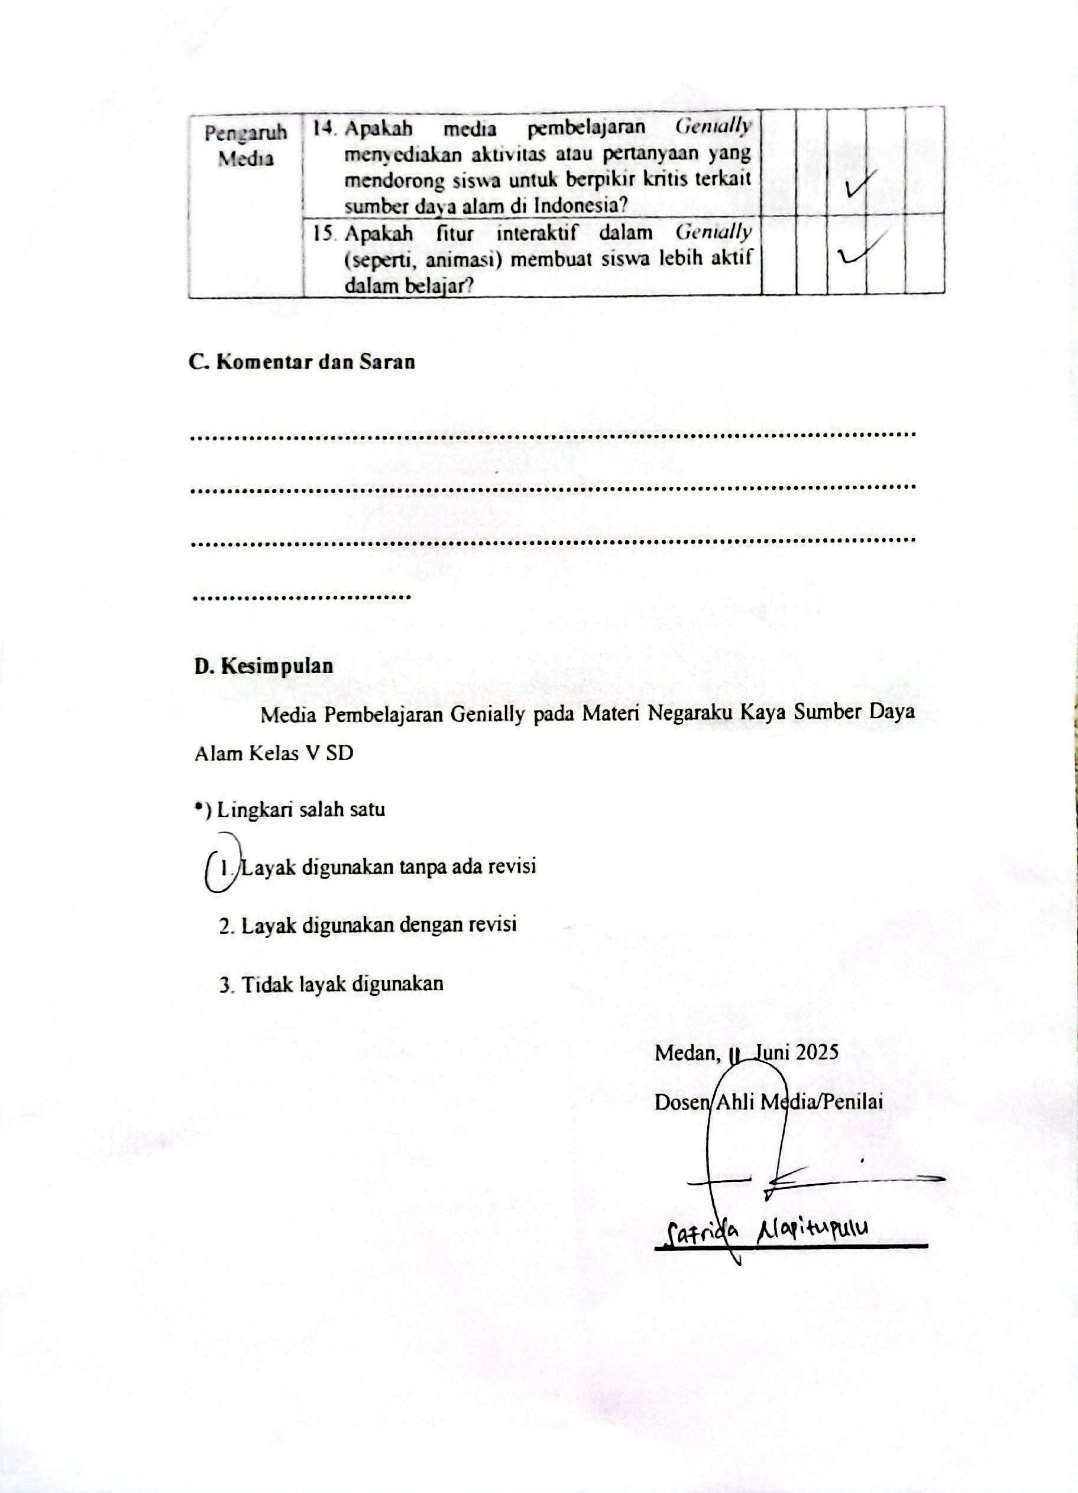 Pengaruh Media
14. Apakah media pembelajaran Genially
menyediakan aktivitas atau pertanyaan yang
mendorong siswa untuk berpikir kritis terkait
sumber daya alam di Indonesia?
15. Apakah fitur interaktif dalam Genially
(seperti, animasi) membuat siswa lebih aktif
dalam belajar?
C. Komentar dan Saran
D. Kesimpulan
Media Pembelajaran Genially pada Materi Negaraku Kaya Sumber Daya
Alam Kelas V SD
*) Lingkari salah satu
1. Layak digunakan tanpa ada revisi
2. Layak digunakan dengan revisi
3. Tidak layak digunakan
Medan, 11 Juni 2025
Dosen Ahli Media/Penilai
Safrida Napitupulu